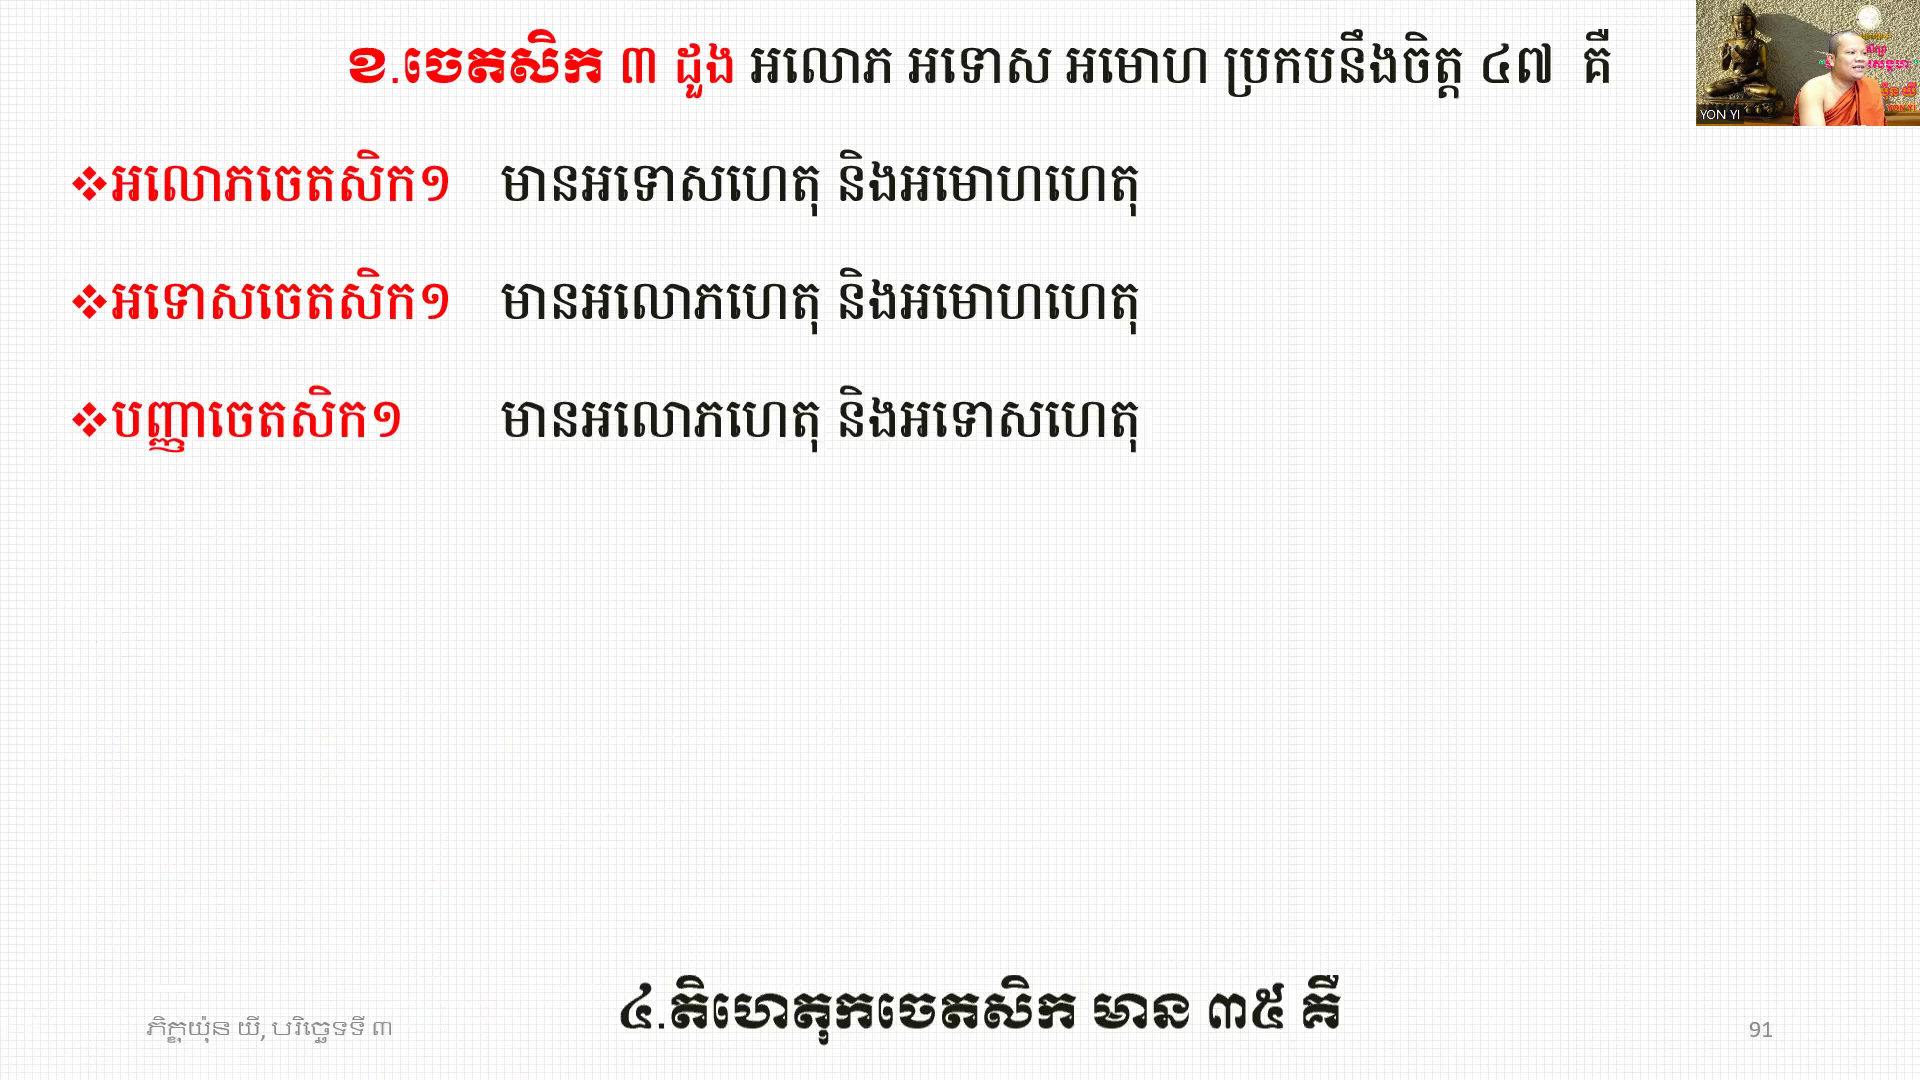 ខ.ចេតសិក ៣ ដួង អលោភ អទោស អមោហ ប្រកបនឹងចិត្ត ៤៧ គឺ
❖អលោភចេតសិក១ មានអទោសហេតុ និងអមោហហេតុ
❖អទោសចេតសិក១ មានអលោភហេតុ និងអមោហហេតុ
❖បញ្ញាចេតសិក១ មានអលោភហេតុ និងអទោសហេតុ
៤.តិហេតុកចេតសិក មាន ៣៥ គឺ
ភិក្ខុយ៉ុន យី, បរិច្ឆេទទី ៣
91
YON YI